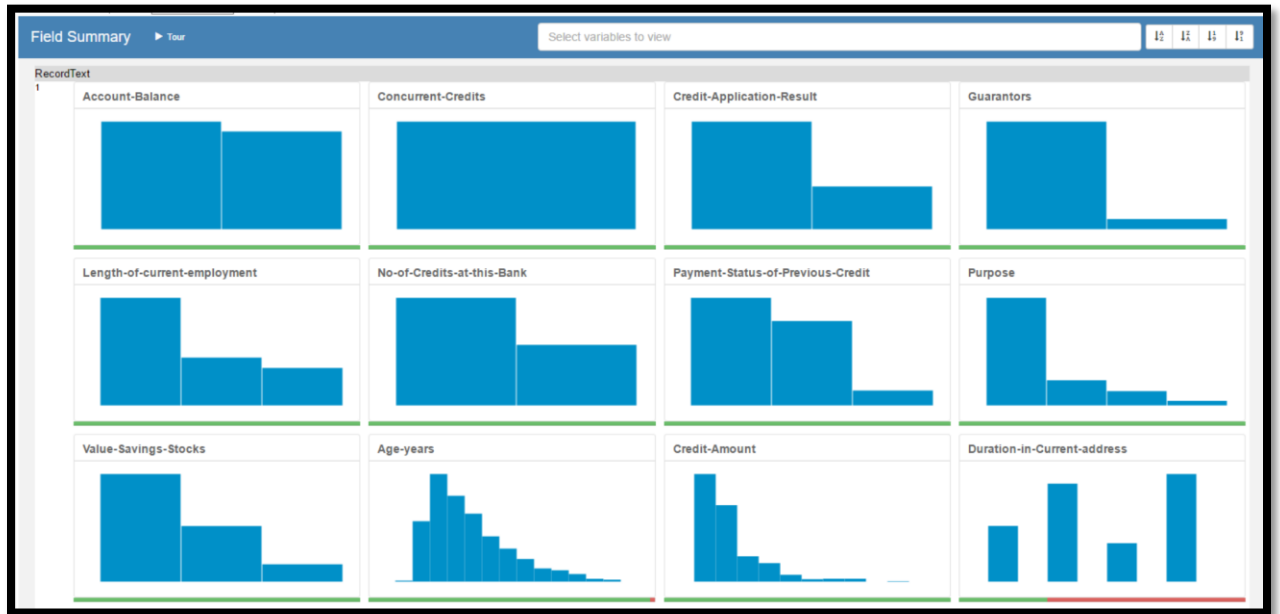 Field Summary
Tour
Select variables to view
RecordText
1
Account-Balance
Concurrent-Credits
Credit-Application-Result
Guarantors
Length-of-current-employment
No-of-Credits-at-this-Bank
Payment-Status-of-Previous-Credit
Purpose
Value-Savings-Stocks
Age-years
Credit-Amount
Duration-in-Current-address